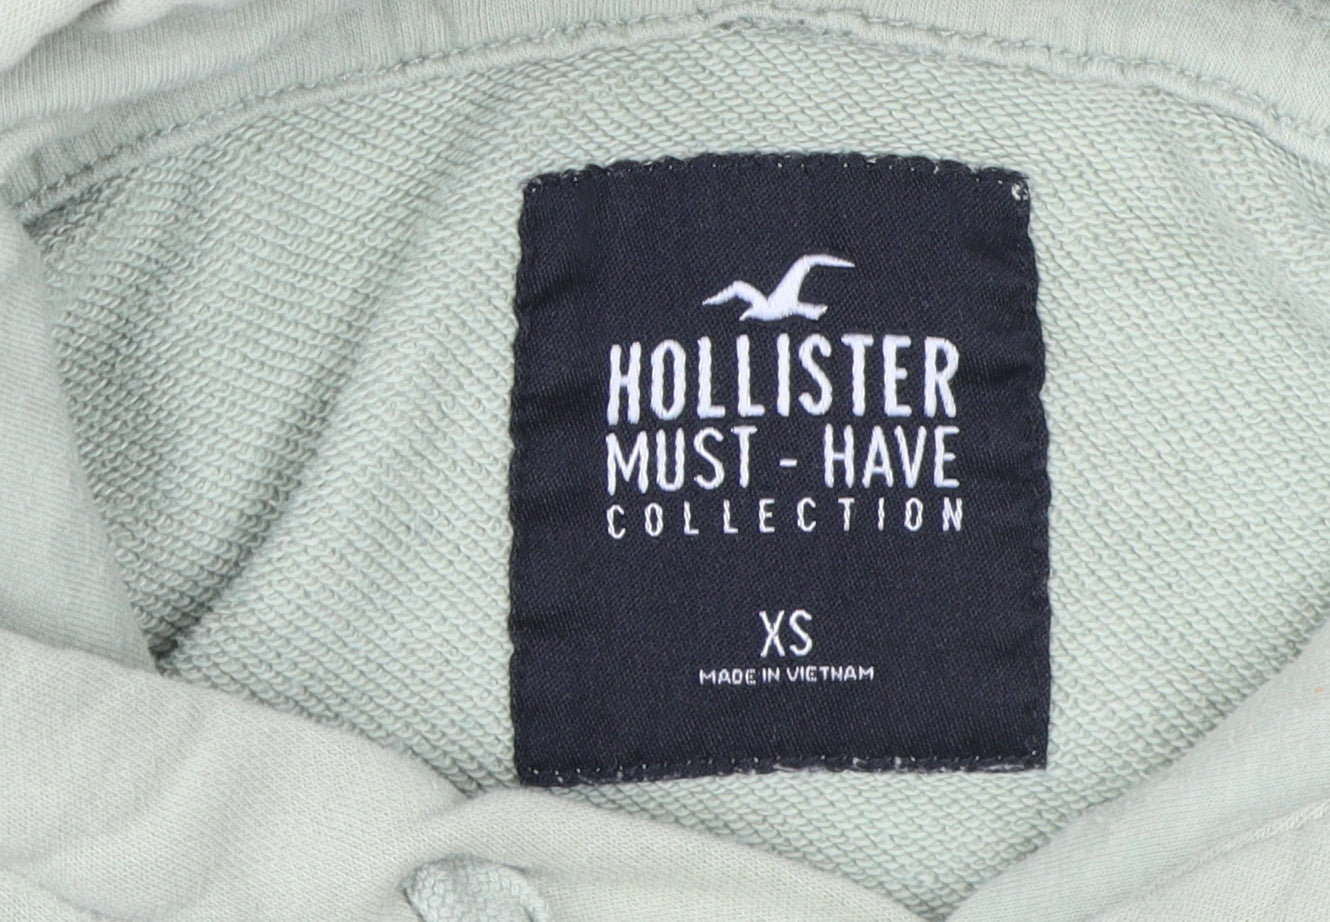 HOLLISTER
MUST - HAVE
COLLECTION
XS
MADE IN VIETNAM